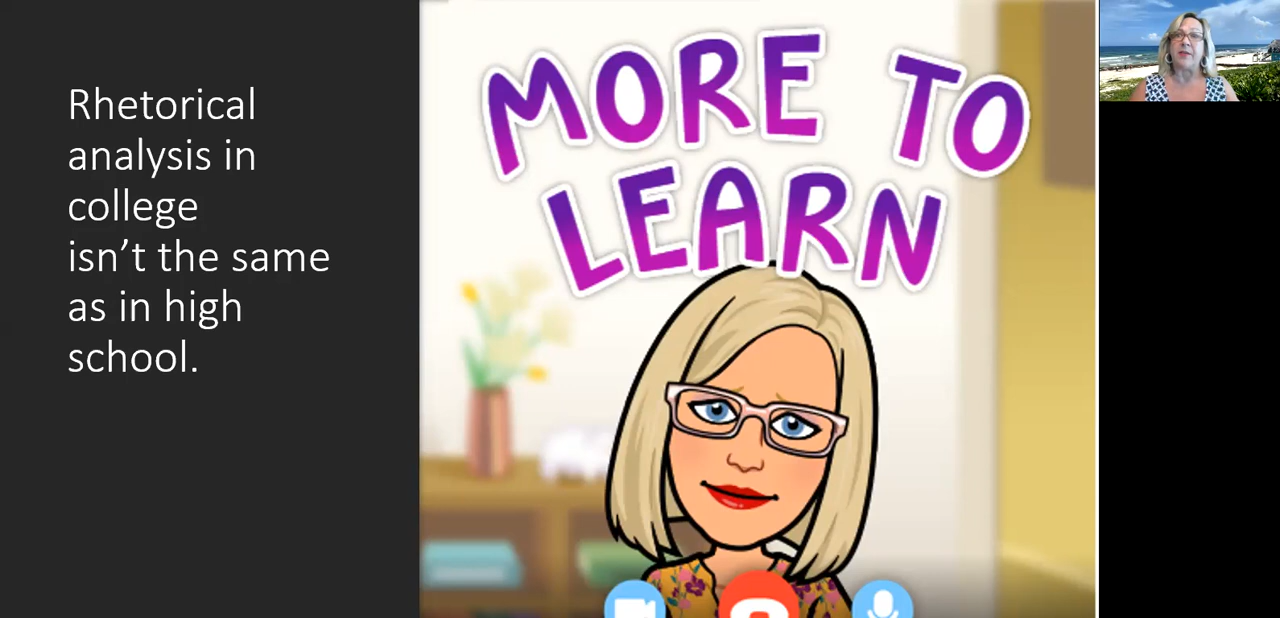 Rhetorical
analysis in
college
isn’t the same
as in high
school.
MORE TO
LEARN